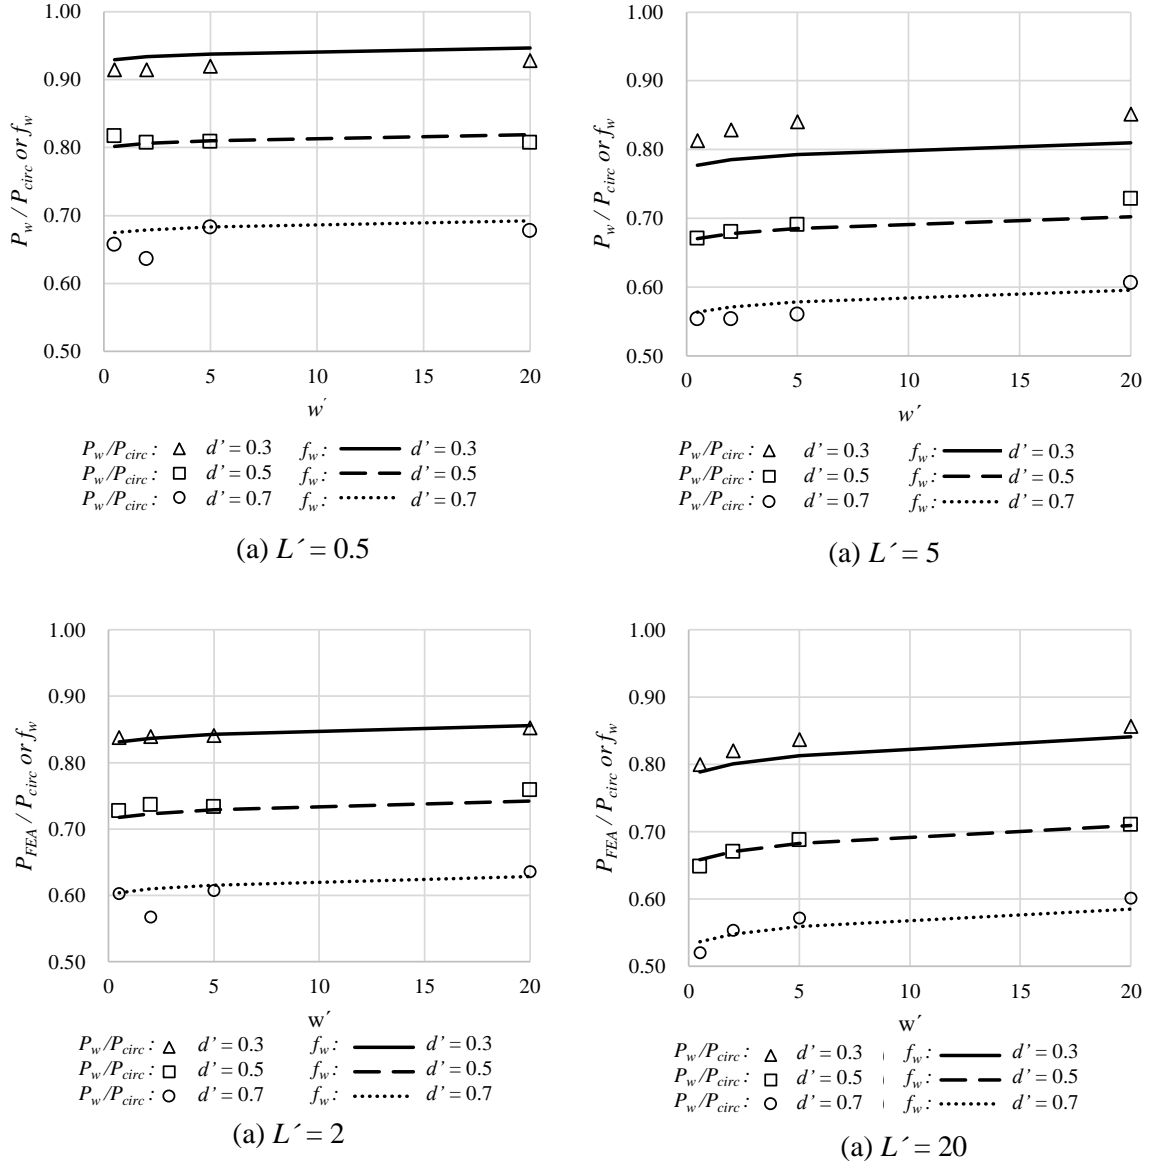 P_w / P_circ or f_w
1.00
0.90
0.80
0.70
0.60
0.50
0 5 10 15 20
w′
P_w/P_circ: △ d' = 0.3 f_w: d' = 0.3
P_w/P_circ: □ d' = 0.5 f_w: d' = 0.5
P_w/P_circ: ○ d' = 0.7 f_w: d' = 0.7
(a) L´ = 0.5
P_w / P_circ or f_w
1.00
0.90
0.80
0.70
0.60
0.50
0 5 10 15 20
w′
P_w/P_circ: △ d' = 0.3 f_w: d' = 0.3
P_w/P_circ: □ d' = 0.5 f_w: d' = 0.5
P_w/P_circ: ○ d' = 0.7 f_w: d' = 0.7
(a) L´ = 5
P_FEA / P_circ or f_w
1.00
0.90
0.80
0.70
0.60
0.50
0 5 10 15 20
w´
P_w/P_circ: △ d' = 0.3 f_w: d' = 0.3
P_w/P_circ: □ d' = 0.5 f_w: d' = 0.5
P_w/P_circ: ○ d' = 0.7 f_w: d' = 0.7
(a) L´ = 2
P_FEA / P_circ or f_w
1.00
0.90
0.80
0.70
0.60
0.50
0 5 10 15 20
w´
P_w/P_circ: △ d' = 0.3 f_w: d' = 0.3
P_w/P_circ: □ d' = 0.5 f_w: d' = 0.5
P_w/P_circ: ○ d' = 0.7 f_w: d' = 0.7
(a) L´ = 20